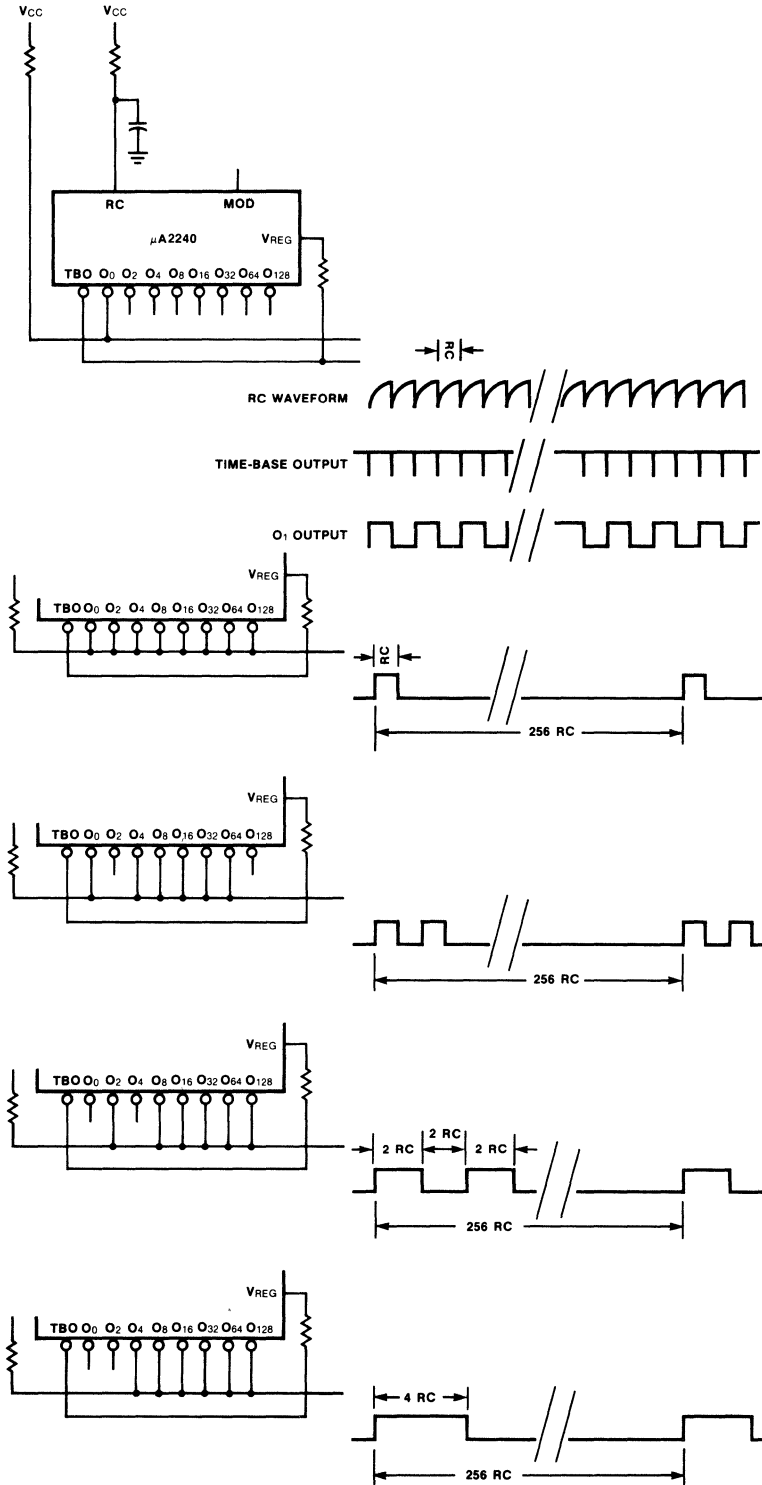 VCC VCC
RC MOD
µA2240
VREG
TBO O0 O2 O4 O8 O16 O32 O64 O128
RC
RC WAVEFORM
TIME-BASE OUTPUT
O1 OUTPUT
VREG
TBO O0 O2 O4 O8 O16 O32 O64 O128
RC
256 RC
VREG
TBO O0 O2 O4 O8 O16 O32 O64 O128
256 RC
VREG
TBO O0 O2 O4 O8 O16 O32 O64 O128
2 RC 2 RC 2 RC
256 RC
VREG
TBO O0 O2 O4 O8 O16 O32 O64 O128
4 RC
256 RC